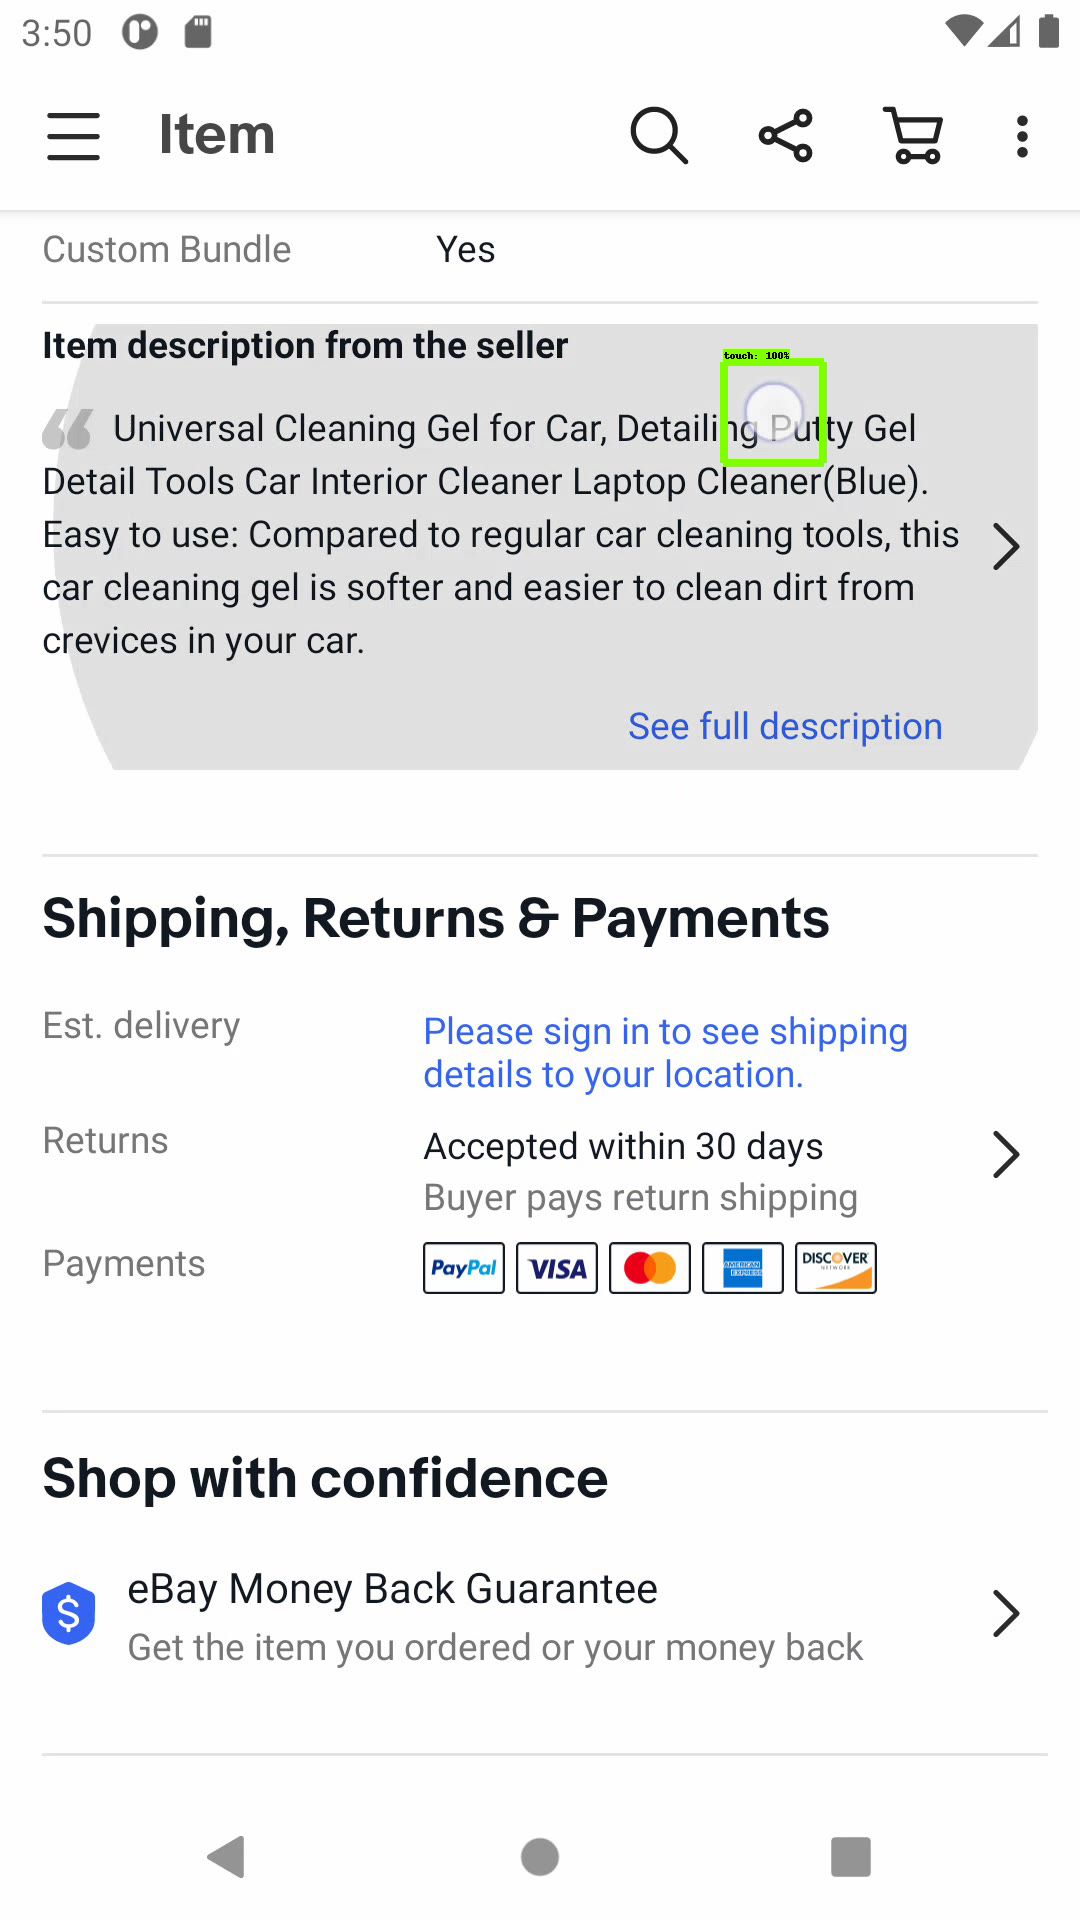 3:50
Item
Custom Bundle Yes
Item description from the seller
touch: 100%
Universal Cleaning Gel for Car, Detailing Putty Gel
Detail Tools Car Interior Cleaner Laptop Cleaner(Blue).
Easy to use: Compared to regular car cleaning tools, this
car cleaning gel is softer and easier to clean dirt from
crevices in your car.
See full description
Shipping, Returns & Payments
Est. delivery Please sign in to see shipping
details to your location.
Returns Accepted within 30 days
Buyer pays return shipping
Payments PayPal VISA AMERICAN EXPRESS DISCOVER NETWORK
Shop with confidence
eBay Money Back Guarantee
$ Get the item you ordered or your money back